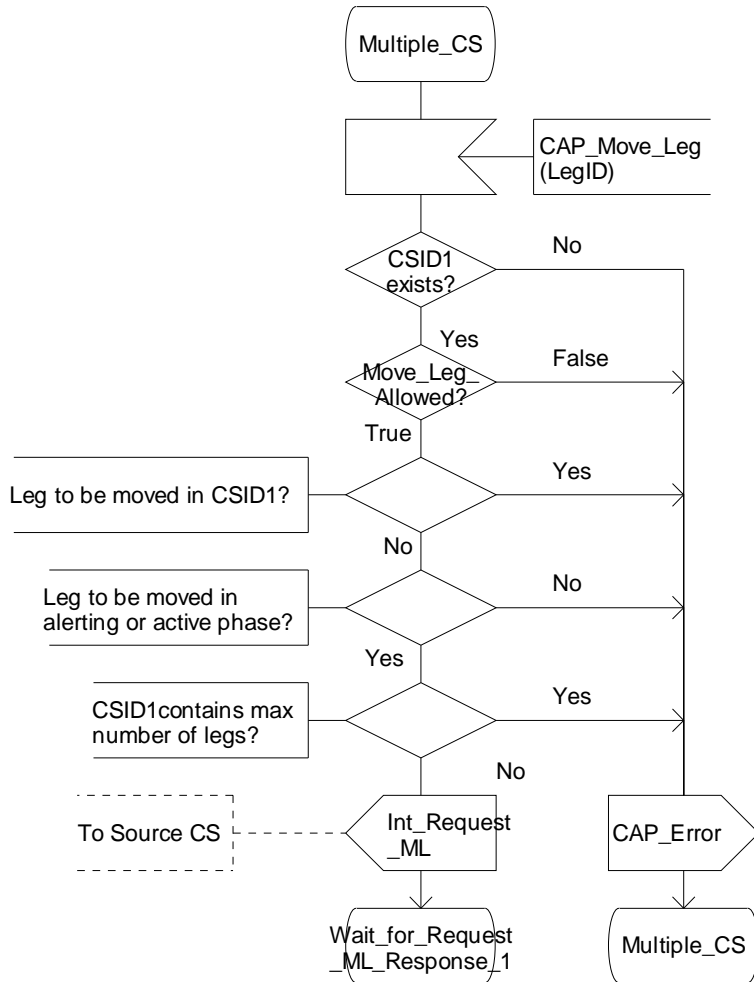 Multiple_CS
CAP_Move_Leg
(LegID)
CSID1
exists?
No
Yes
Move_Leg_
Allowed?
False
True
Leg to be moved in CSID1?
Yes
No
Leg to be moved in
alerting or active phase?
No
Yes
CSID1contains max
number of legs?
Yes
No
To Source CS
Int_Request
_ML
CAP_Error
Wait_for_Request
_ML_Response_1
Multiple_CS